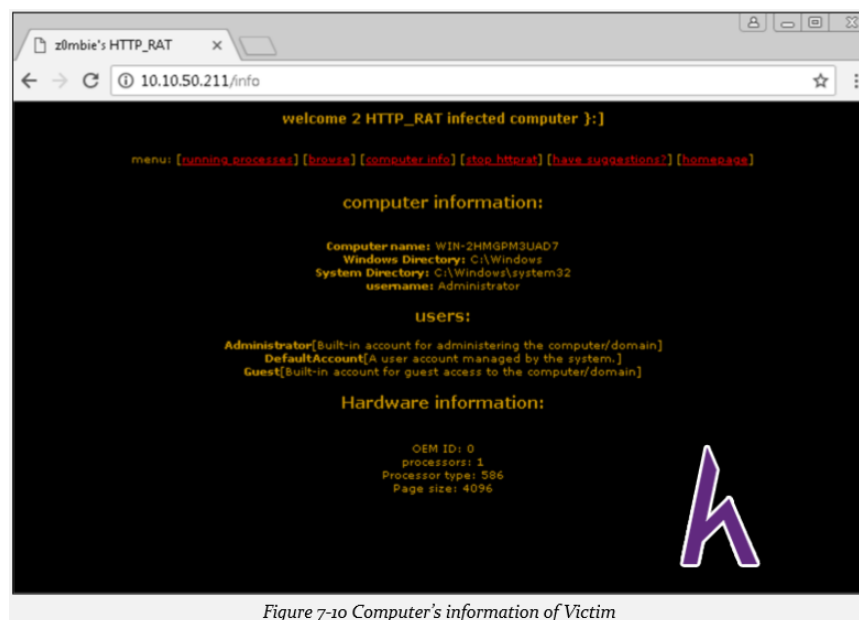 z0mbie's HTTP_RAT
10.10.50.211/info
welcome 2 HTTP_RAT infected computer }:]
menu: [running processes] [browse] [computer info] [stop httprat] [have suggestions?] [homepage]
computer information:
Computer name: WIN-2HMGPM3UAD7
Windows Directory: C:\Windows
System Directory: C:\Windows\system32
username: Administrator
users:
Administrator[Built-in account for administering the computer/domain]
DefaultAccount[A user account managed by the system.]
Guest[Built-in account for guest access to the computer/domain]
Hardware information:
OEM ID: 0
processors: 1
Processor type: 586
Page size: 4096
h
Figure 7-10 Computer's information of Victim